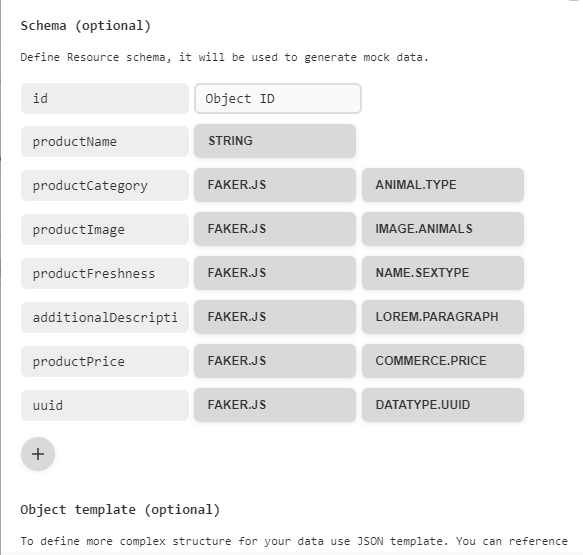 Schema (optional)
Define Resource schema, it will be used to generate mock data.
id Object ID
productName STRING
productCategory FAKER.JS ANIMAL.TYPE
productImage FAKER.JS IMAGE.ANIMALS
productFreshness FAKER.JS NAME.SEXTYPE
additionalDescripti FAKER.JS LOREM.PARAGRAPH
productPrice FAKER.JS COMMERCE.PRICE
uuid FAKER.JS DATATYPE.UUID
+
Object template (optional)
To define more complex structure for your data use JSON template. You can reference